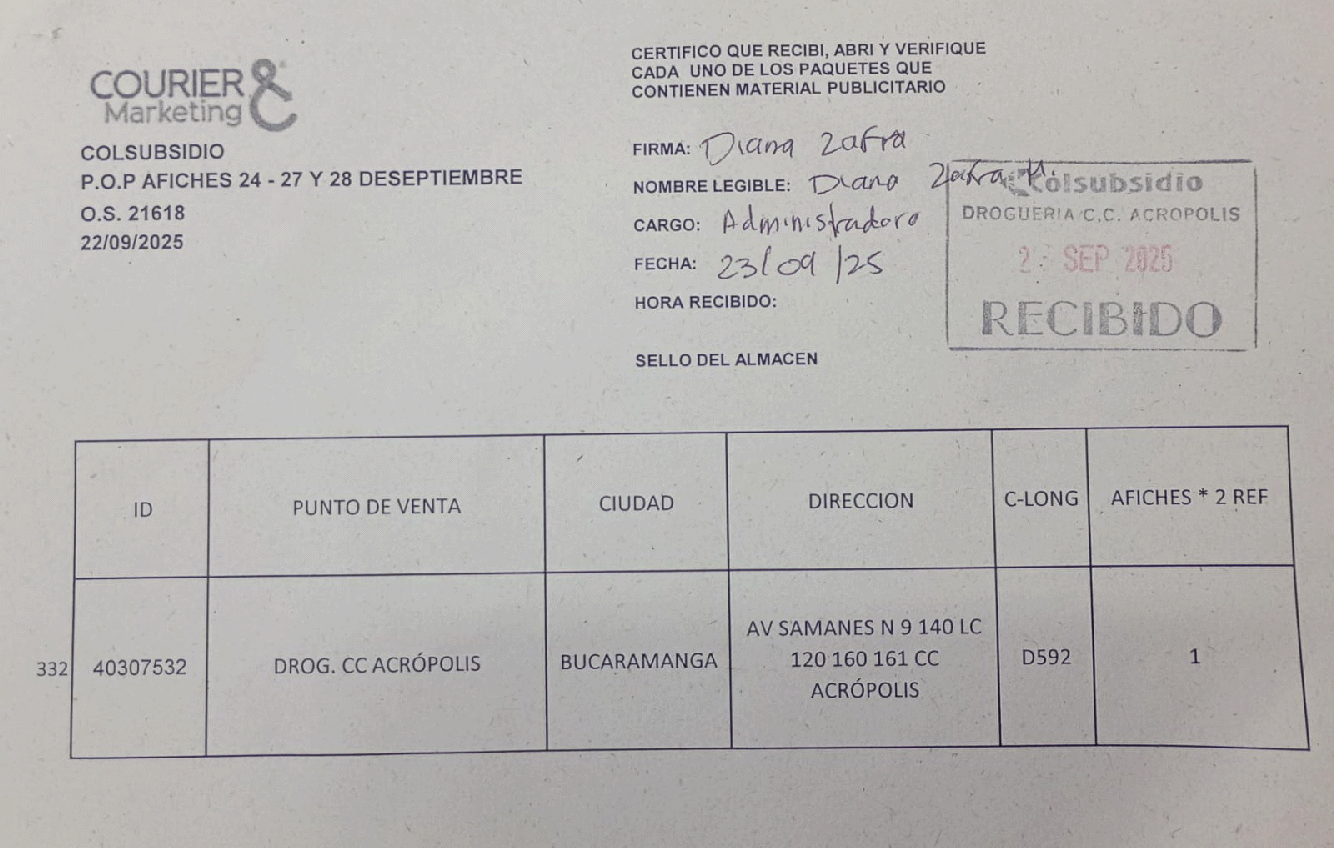 COURIER &
Marketing
COLSUBSIDIO
P.O.P AFICHES 24 - 27 Y 28 DESEPTIEMBRE
O.S. 21618
22/09/2025
CERTIFICO QUE RECIBI, ABRI Y VERIFIQUE
CADA UNO DE LOS PAQUETES QUE
CONTIENEN MATERIAL PUBLICITARIO
FIRMA: Diana Zafra
NOMBRE LEGIBLE: Diana Zafra
CARGO: Administradora
FECHA: 23/09/25
HORA RECIBIDO:
SELLO DEL ALMACEN
Colsubsidio
DROGUERIA C.C. ACROPOLIS
SEP 2025
RECIBIDO
ID PUNTO DE VENTA CIUDAD DIRECCION C-LONG AFICHES * 2 REF
332 40307532 DROG. CC ACRÓPOLIS BUCARAMANGA AV SAMANES N 9 140 LC
120 160 161 CC
ACRÓPOLIS D592 1